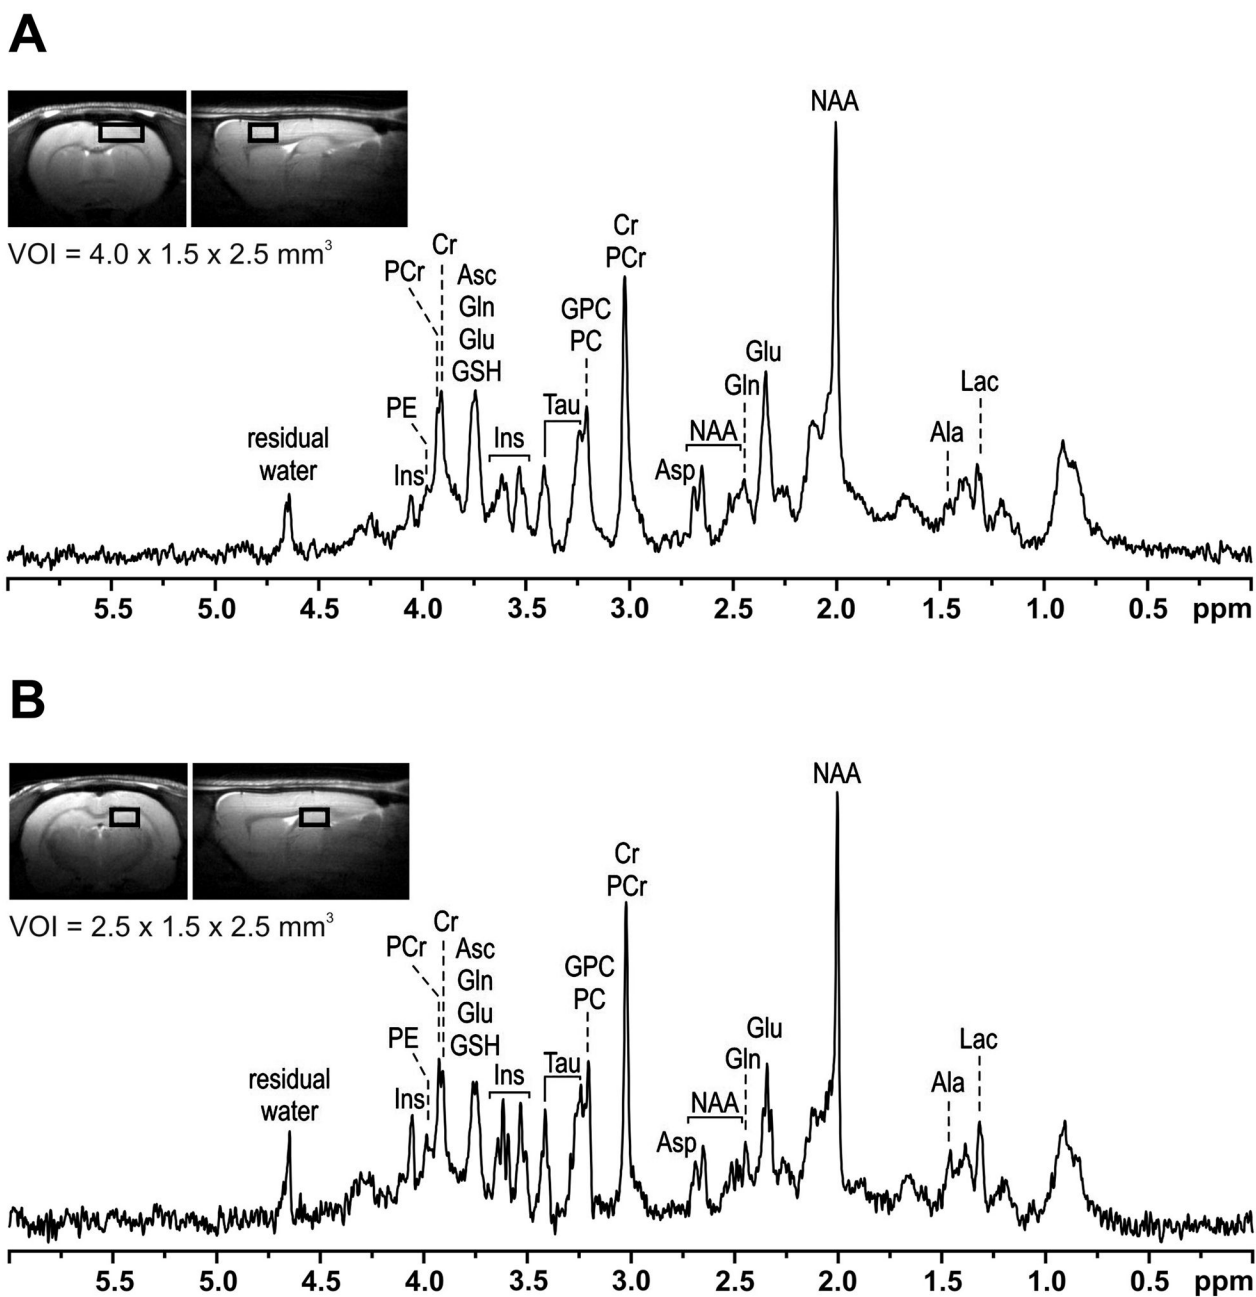 A
NAA
Cr
PCr
VOI = 4.0 x 1.5 x 2.5 mm³
Cr
PCr
Asc
Gln
Glu
GSH
GPC
PC
Glu
Gln
Lac
PE
Tau
NAA
Ala
residual
water
Ins
Ins
Asp
5.5 5.0 4.5 4.0 3.5 3.0 2.5 2.0 1.5 1.0 0.5 ppm
B
NAA
Cr
PCr
VOI = 2.5 x 1.5 x 2.5 mm³
Cr
PCr
Asc
Gln
Glu
GSH
GPC
PC
Glu
Gln
Lac
PE
Tau
Ins
Ala
residual
water
Ins
NAA
Asp
5.5 5.0 4.5 4.0 3.5 3.0 2.5 2.0 1.5 1.0 0.5 ppm